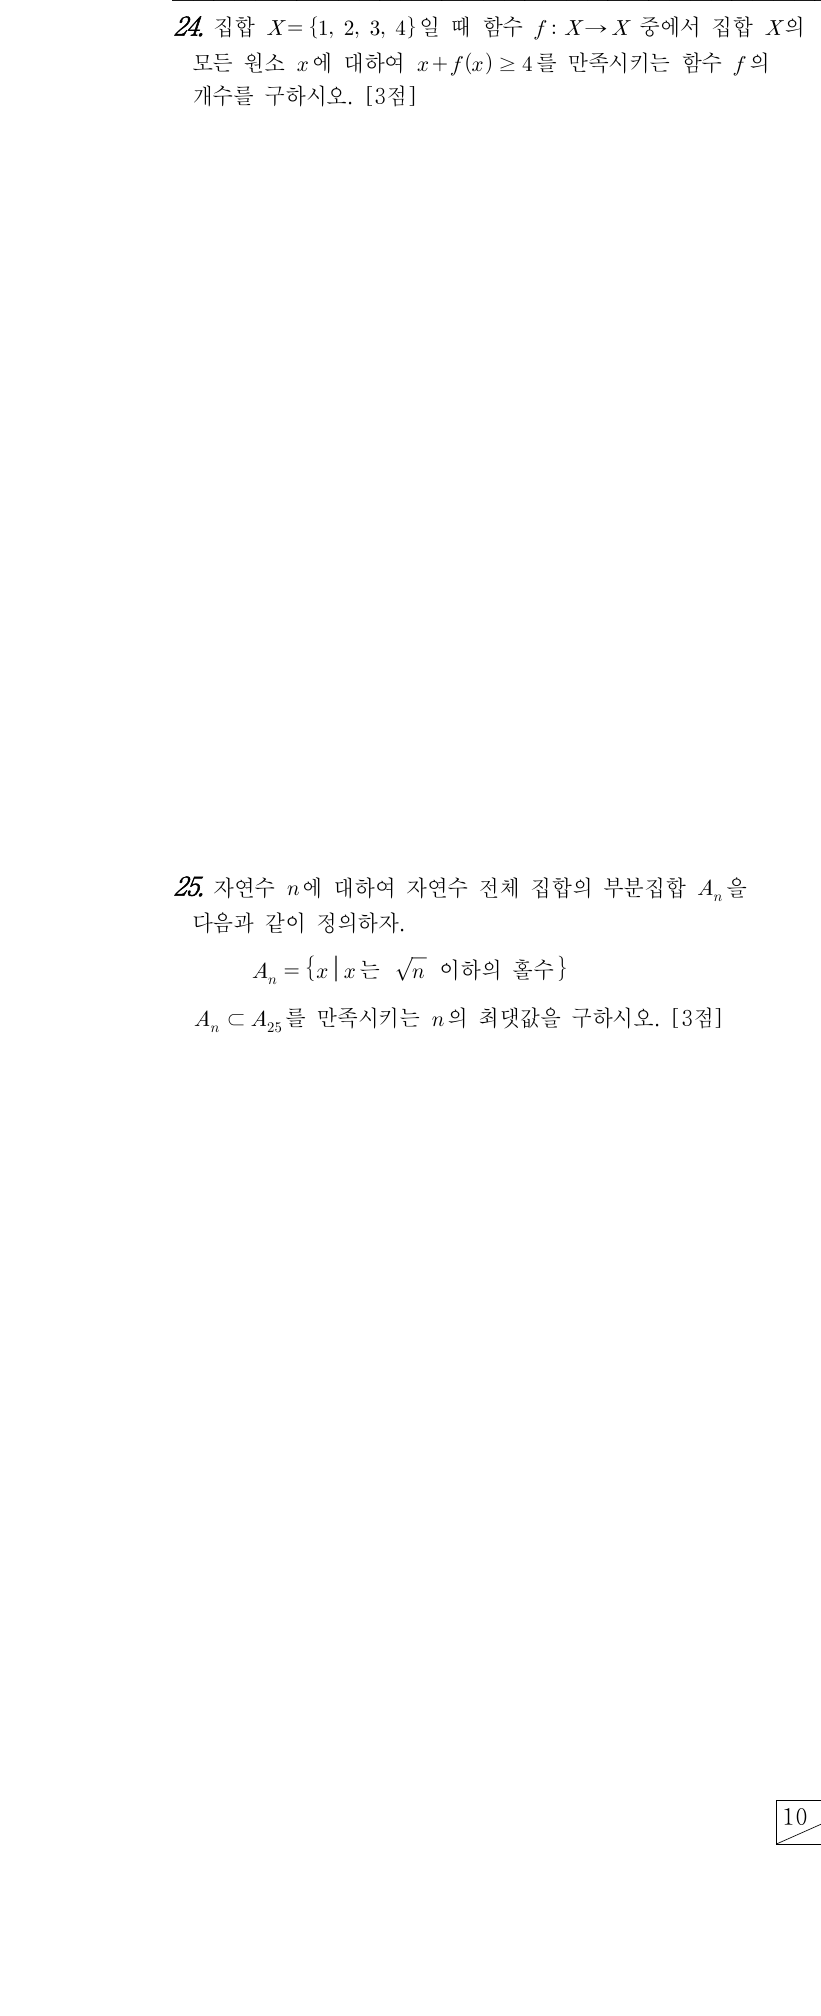 24. 집합 X={1, 2, 3, 4}일 때 함수 f : X→X 중에서 집합 X의
모든 원소 x에 대하여 x+f(x)≥4를 만족시키는 함수 f의
개수를 구하시오. [3점]
25. 자연수 n에 대하여 자연수 전체 집합의 부분집합 Aₙ을
다음과 같이 정의하자.
Aₙ={x|x는 √n 이하의 홀수}
Aₙ⊂A₂₅를 만족시키는 n의 최댓값을 구하시오. [3점]
10